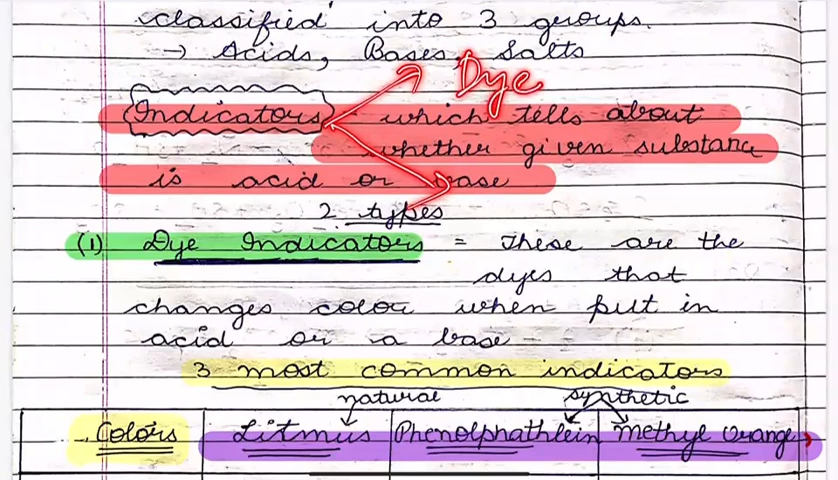 classified into 3 groups.
→ Acids, Bases, Salts
Dye
Indicators which tells about
whether given substance
is acid or base
2 types
(1) Dye Indicators = These are the
dyes that
changes color when put in
acid or a base
3 most common indicators
natural synthetic
Colors Litmus Phenolphathlein Methyl Orange